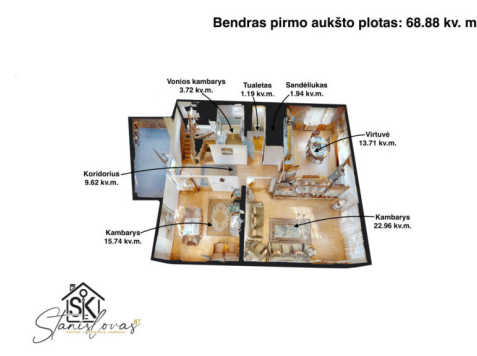 Bendras pirmo aukšto plotas: 68.88 kv. m
Vonios kambarys
3.72 kv.m.
Tualetas
1.19 kv.m.
Sandėliukas
1.94 kv.m.
Virtuvė
13.71 kv.m.
Koridorius
9.62 kv.m.
Kambarys
15.74 kv.m.
Kambarys
22.96 kv.m.
SK
Stanislovas NT